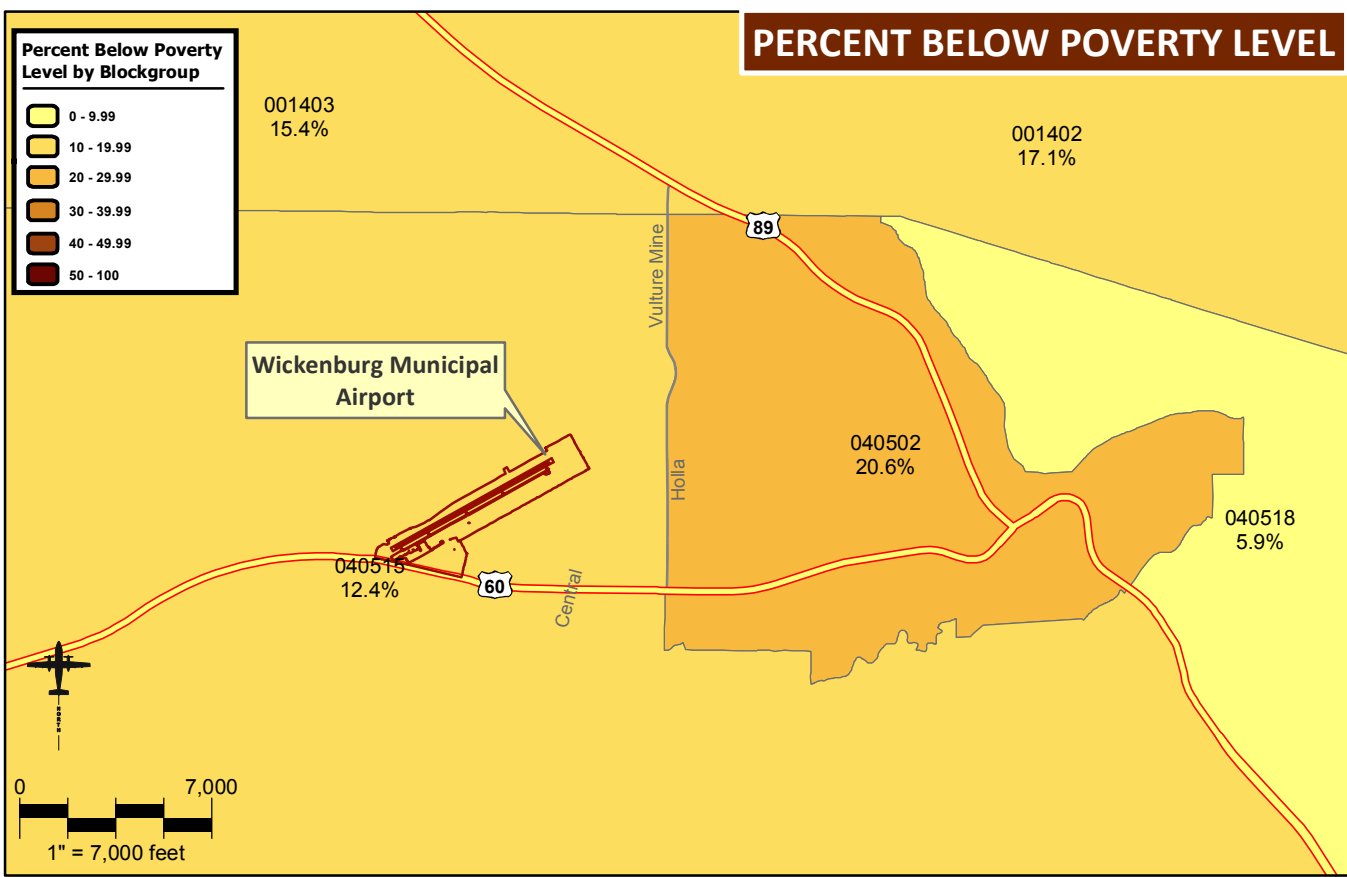 PERCENT BELOW POVERTY LEVEL
Percent Below Poverty
Level by Blockgroup
0 - 9.99
10 - 19.99
20 - 29.99
30 - 39.99
40 - 49.99
50 - 100
001403
15.4%
001402
17.1%
89
Vulture Mine
Wickenburg Municipal
Airport
040502
20.6%
Holla
040518
5.9%
040515
12.4%
60
Central
NORTH
0 7,000
1" = 7,000 feet